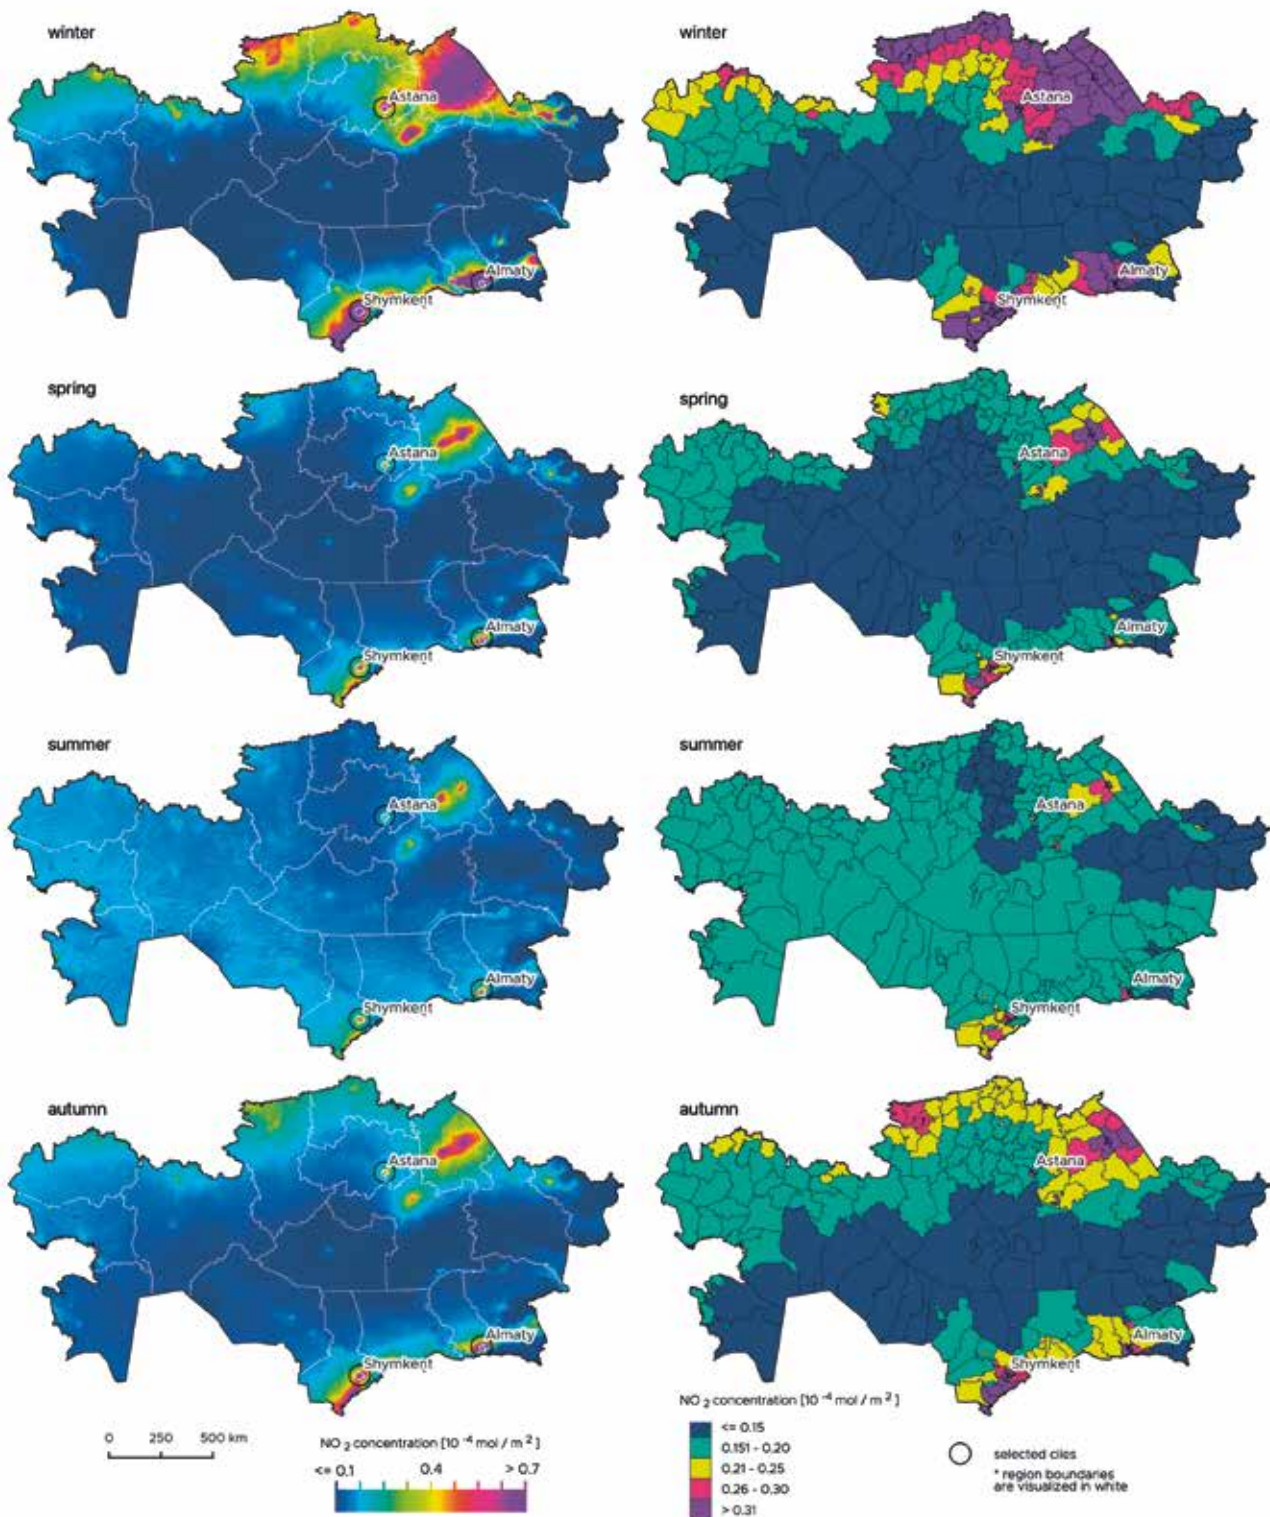 winter
winter
Astana
Astana
Almaty
Almaty
Shymkent
Shymkent
spring
spring
Astana
Astana
Almaty
Almaty
Shymkent
Shymkent
summer
summer
Astana
Astana
Almaty
Almaty
Shymkent
Shymkent
autumn
autumn
Astana
Astana
Almaty
Almaty
Shymkent
Shymkent
0 250 500 km
NO 2 concentration [10 -4 mol / m 2]
<= 0.1 0.4 > 0.7
NO 2 concentration [10 -4 mol / m 2]
<= 0.15
0.151 - 0.20
0.21 - 0.25
0.26 - 0.30
> 0.31
selected cites
* region boundaries
are visualized in white